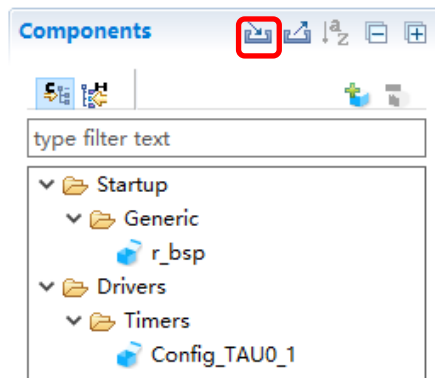 Components
type filter text
Startup
Generic
r_bsp
Drivers
Timers
Config_TAU0_1